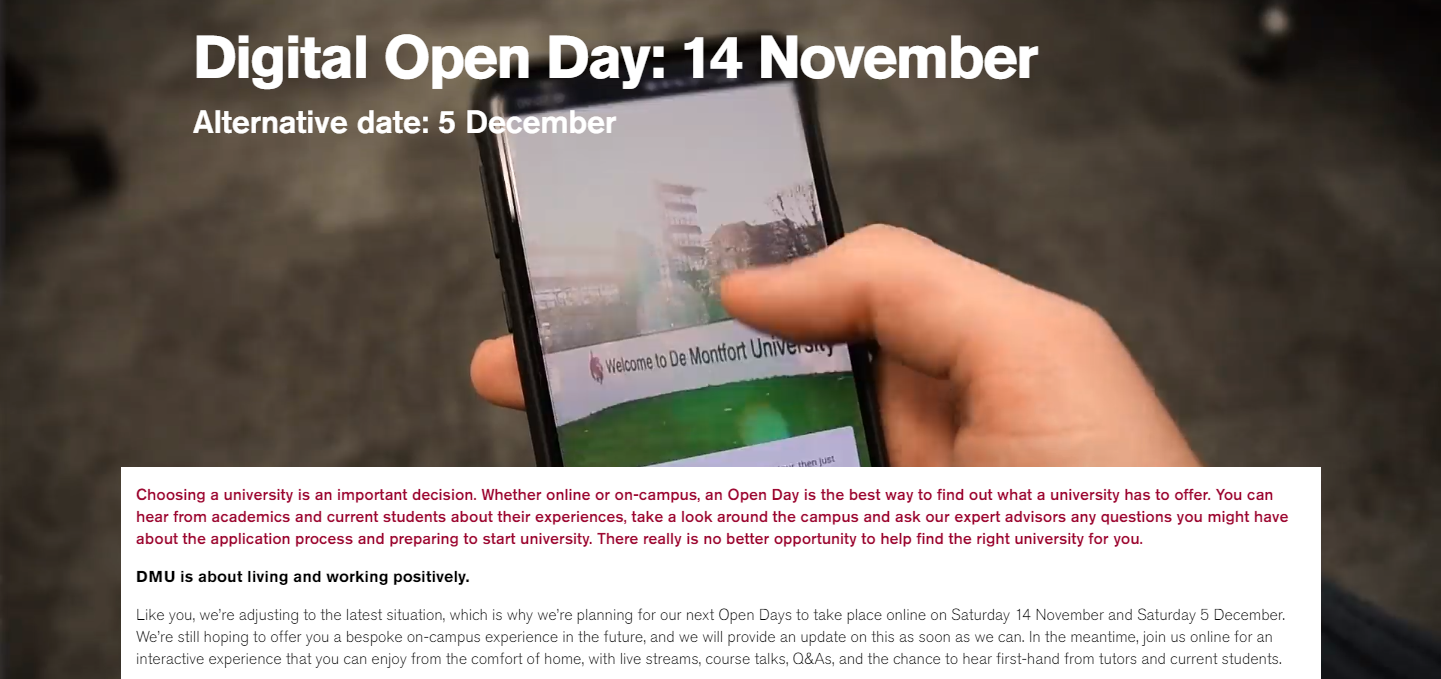 Digital Open Day: 14 November
Alternative date: 5 December
Welcome to De Montfort University
then just
Choosing a university is an important decision. Whether online or on-campus, an Open Day is the best way to find out what a university has to offer. You can
hear from academics and current students about their experiences, take a look around the campus and ask our expert advisors any questions you might have
about the application process and preparing to start university. There really is no better opportunity to help find the right university for you.
DMU is about living and working positively.
Like you, we’re adjusting to the latest situation, which is why we’re planning for our next Open Days to take place online on Saturday 14 November and Saturday 5 December.
We’re still hoping to offer you a bespoke on-campus experience in the future, and we will provide an update on this as soon as we can. In the meantime, join us online for an
interactive experience that you can enjoy from the comfort of home, with live streams, course talks, Q&As, and the chance to hear first-hand from tutors and current students.